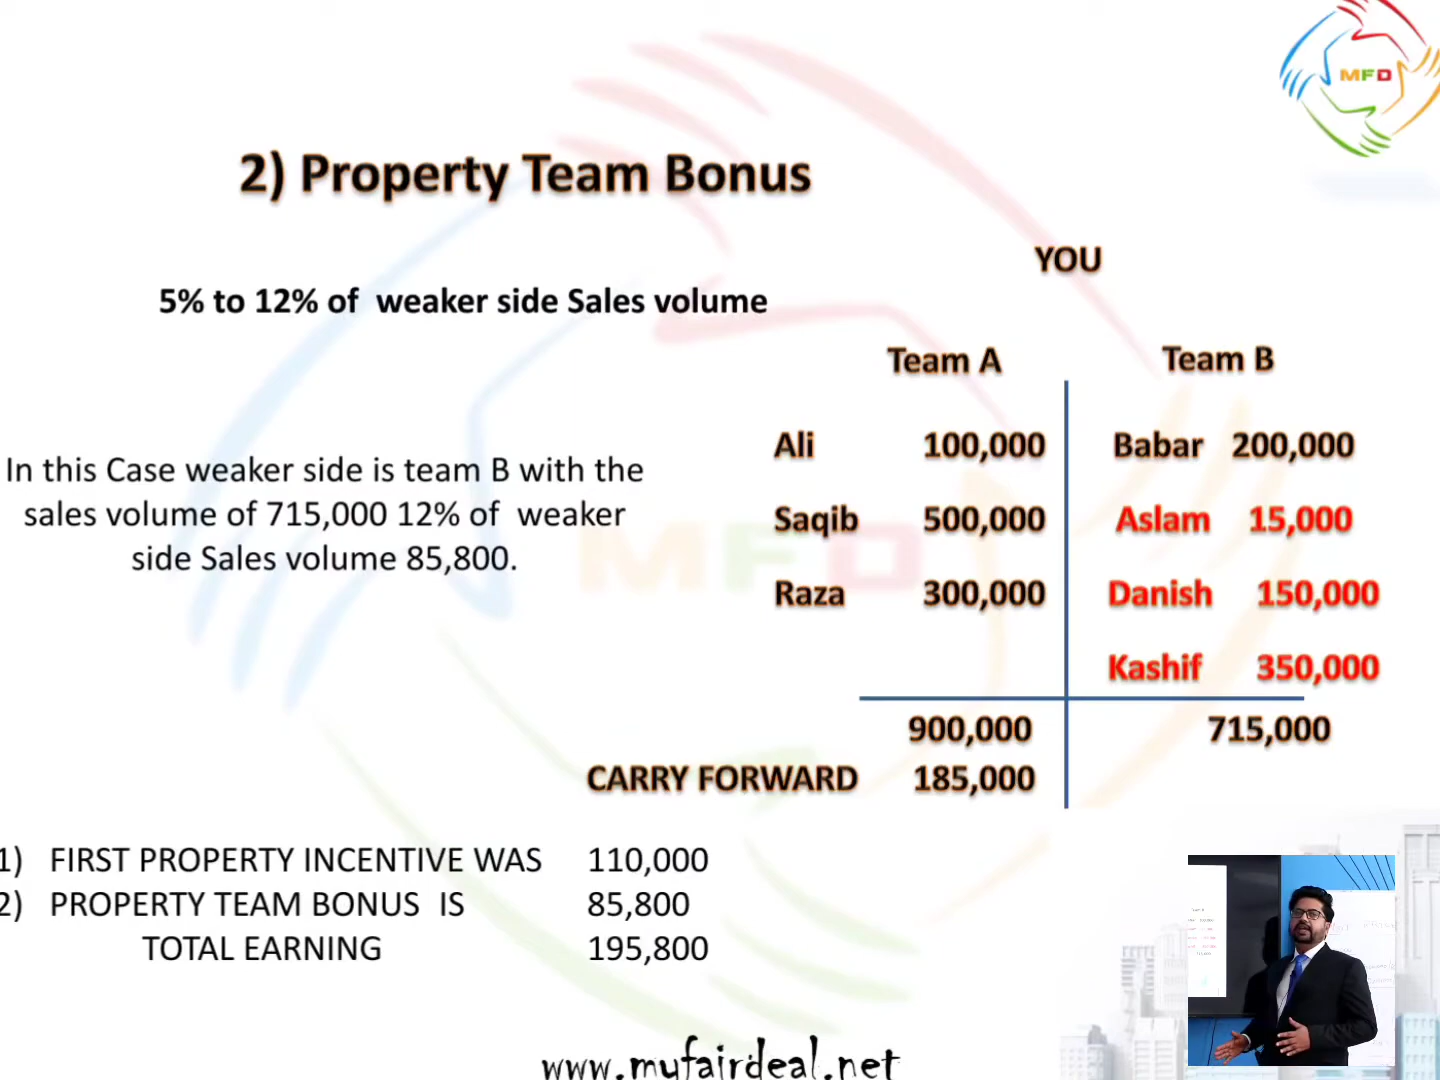 MFD
2) Property Team Bonus
YOU
5% to 12% of weaker side Sales volume
Team A Team B
Ali 100,000 Babar 200,000
In this Case weaker side is team B with the
sales volume of 715,000 12% of weaker
side Sales volume 85,800.
Saqib 500,000 Aslam 15,000
Raza 300,000 Danish 150,000
Kashif 350,000
900,000 715,000
CARRY FORWARD 185,000
MFD
1) FIRST PROPERTY INCENTIVE WAS 110,000
2) PROPERTY TEAM BONUS IS 85,800
TOTAL EARNING 195,800
www.myfairdeal.net